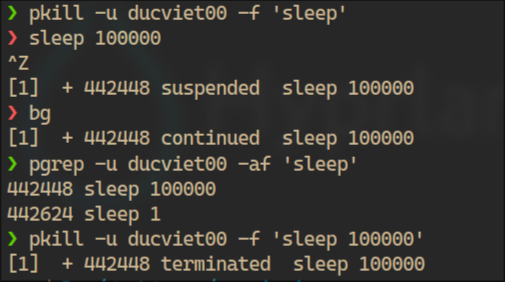 ❯ pkill -u ducviet00 -f 'sleep'
❯ sleep 100000
^Z
[1]  + 442448 suspended  sleep 100000
❯ bg
[1]  + 442448 continued  sleep 100000
❯ pgrep -u ducviet00 -af 'sleep'
442448 sleep 100000
442624 sleep 1
❯ pkill -u ducviet00 -f 'sleep 100000'
[1]  + 442448 terminated  sleep 100000